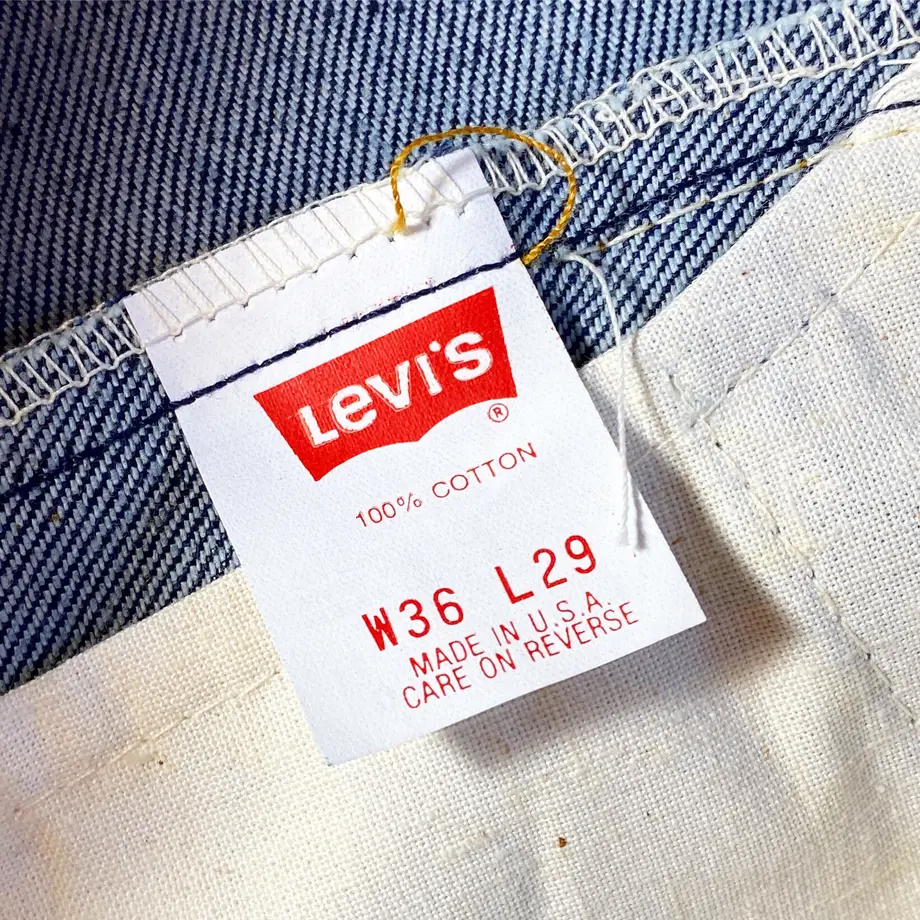 Levi's ®
100% COTTON
W36 L29
MADE IN U.S.A.
CARE ON REVERSE